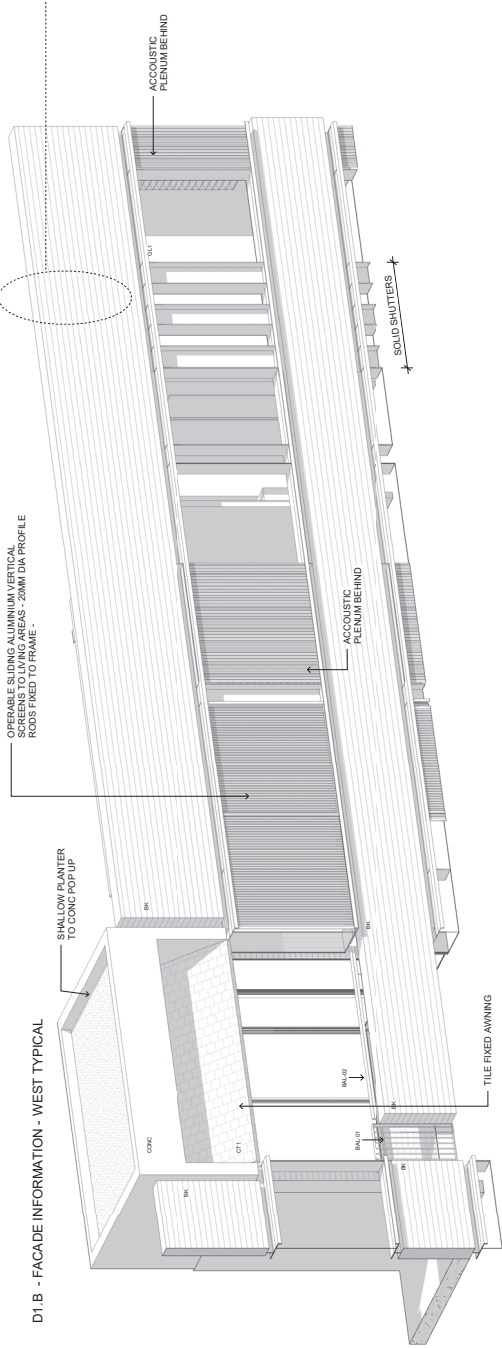 D1.B - FACADE INFORMATION - WEST TYPICAL
SHALLOW PLANTER
TO CONC POP UP
OPERABLE SLIDING ALUMINIUM VERTICAL
SCREENS TO LIVING AREAS - 20MM DIA PROFILE
RODS FIXED TO FRAME -
ACCOUSTIC
PLENUM BEHIND
CONC
BK
BK
CT1
GL1
BAL-02
BAL-01
BK
BK
BK
ACCOUSTIC
PLENUM BEHIND
SOLID SHUTTERS
TILE FIXED AWNING